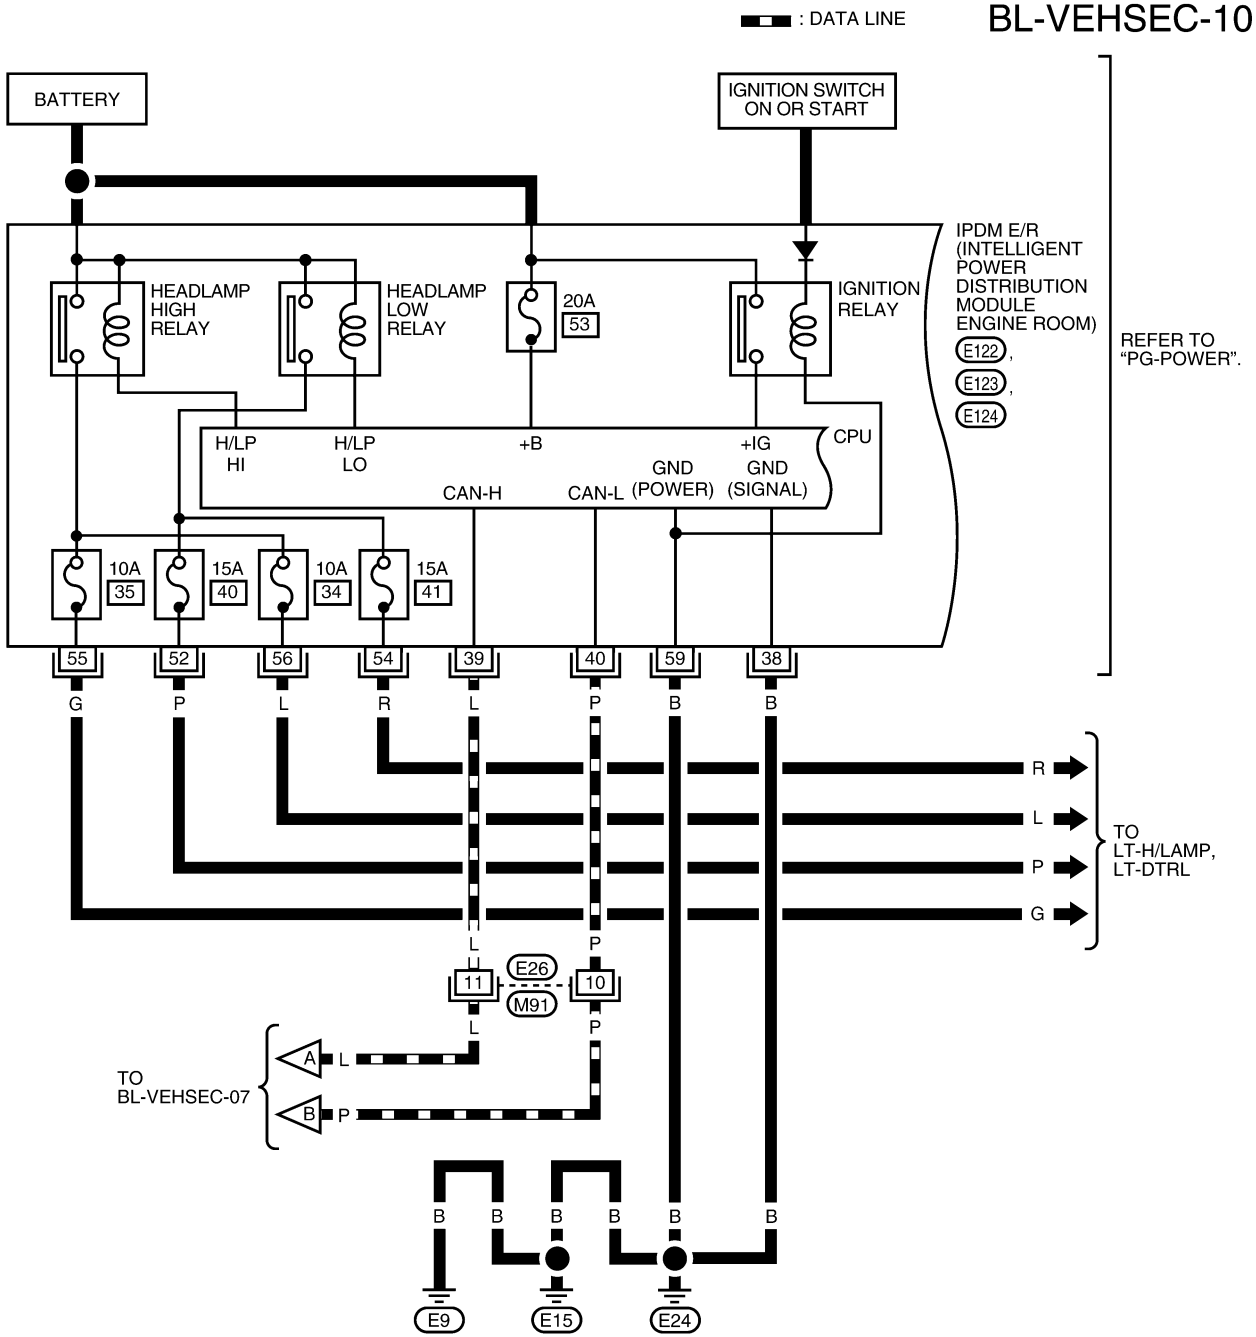 : DATA LINE
BL-VEHSEC-10
BATTERY
IGNITION SWITCH
ON OR START
IPDM E/R
(INTELLIGENT
POWER
DISTRIBUTION
MODULE
ENGINE ROOM)
E122 ,
E123 ,
E124
REFER TO
“PG-POWER”.
HEADLAMP
HIGH
RELAY
HEADLAMP
LOW
RELAY
20A
53
IGNITION
RELAY
H/LP
HI
H/LP
LO
+B
+IG
CPU
CAN-H
CAN-L
GND
(POWER)
GND
(SIGNAL)
10A
35
15A
40
10A
34
15A
41
55
52
56
54
39
40
59
38
G
P
L
R
L
P
B
B
R
L
P
G
TO
LT-H/LAMP,
LT-DTRL
L
P
11
E26
M91
10
L
P
TO
BL-VEHSEC-07
A
L
B
P
B
B
B
B
B
B
E9
E15
E24